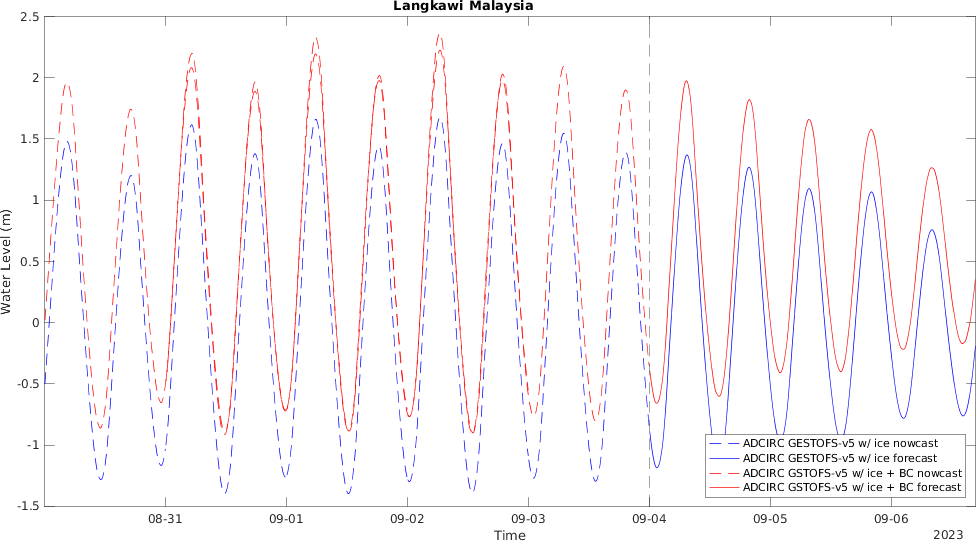 Langkawi Malaysia
2.5
2
1.5
1
0.5
0
-0.5
-1
-1.5
Water Level (m)
08-31
09-01
09-02
09-03
09-04
09-05
09-06
Time
2023
ADCIRC GESTOFS-v5 w/ ice nowcast
ADCIRC GESTOFS-v5 w/ ice forecast
ADCIRC GSTOFS-v5 w/ ice + BC nowcast
ADCIRC GSTOFS-v5 w/ ice + BC forecast